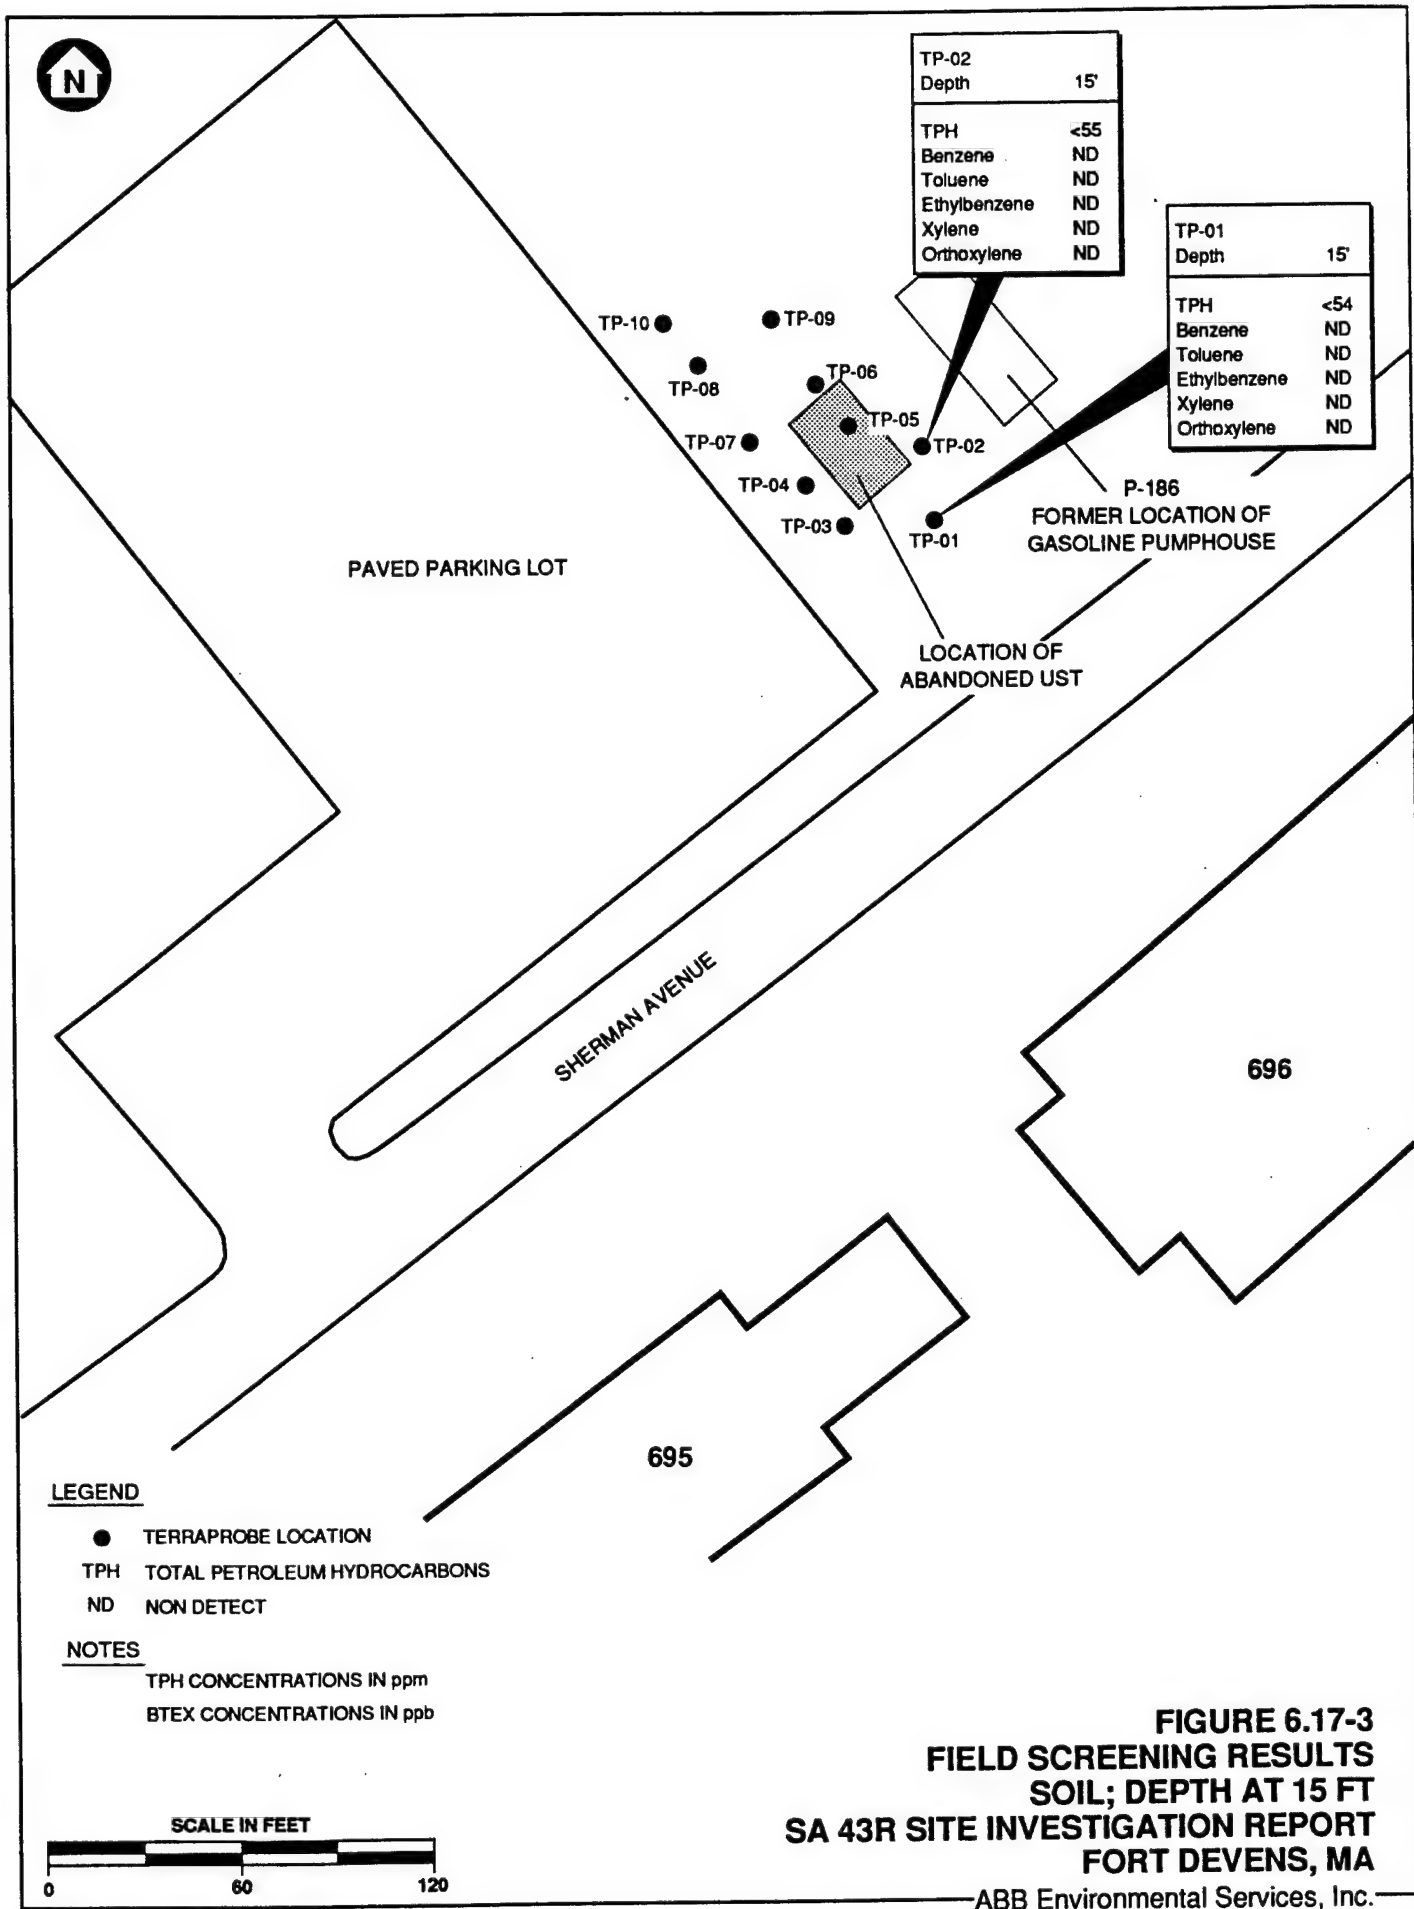 N
TP-02
Depth 15'
TPH <55
Benzene ND
Toluene ND
Ethylbenzene ND
Xylene ND
Orthoxylene ND
TP-01
Depth 15'
TPH <54
Benzene ND
Toluene ND
Ethylbenzene ND
Xylene ND
Orthoxylene ND
TP-10
TP-09
TP-08
TP-06
TP-05
TP-07
TP-02
TP-04
TP-03
TP-01
P-186
FORMER LOCATION OF
GASOLINE PUMPHOUSE
PAVED PARKING LOT
LOCATION OF
ABANDONED UST
SHERMAN AVENUE
696
695
LEGEND
TERRAPROBE LOCATION
TPH TOTAL PETROLEUM HYDROCARBONS
ND NON DETECT
NOTES
TPH CONCENTRATIONS IN ppm
BTEX CONCENTRATIONS IN ppb
SCALE IN FEET
0 60 120
FIGURE 6.17-3
FIELD SCREENING RESULTS
SOIL; DEPTH AT 15 FT
SA 43R SITE INVESTIGATION REPORT
FORT DEVENS, MA
ABB Environmental Services, Inc.